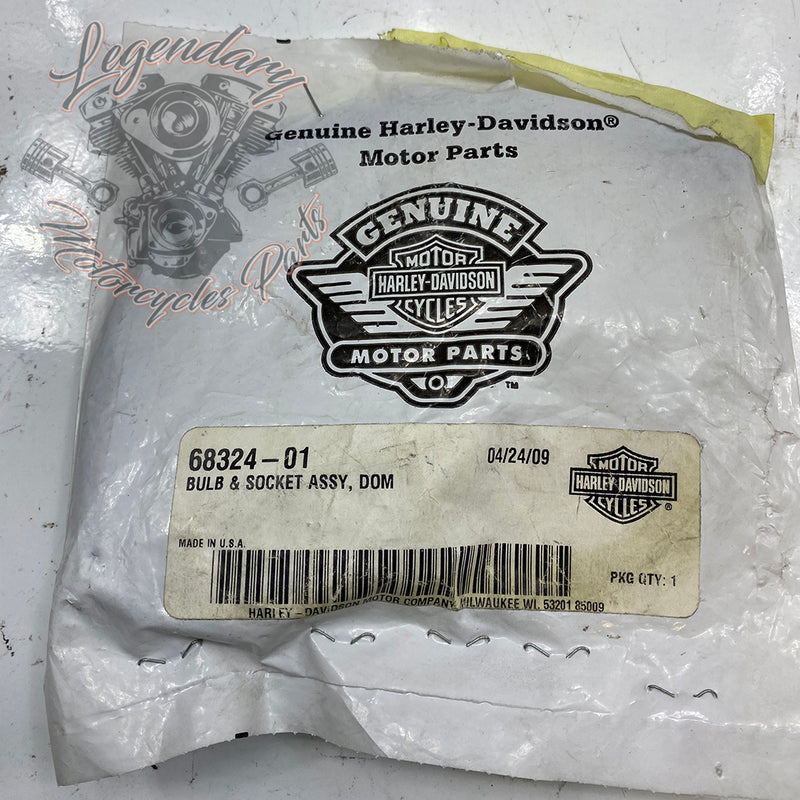 Legendary
Motorcycles Parts
Genuine Harley-Davidson®
Motor Parts
GENUINE
MOTOR
HARLEY-DAVIDSON
CYCLES
MOTOR PARTS
TM
68324-01
04/24/09
BULB & SOCKET ASSY, DOM
MOTOR
HARLEY-DAVIDSON
CYCLES
®
MADE IN U.S.A.
PKG QTY: 1
HARLEY-DAVIDSON MOTOR COMPANY, MILWAUKEE WI. 53201 85009